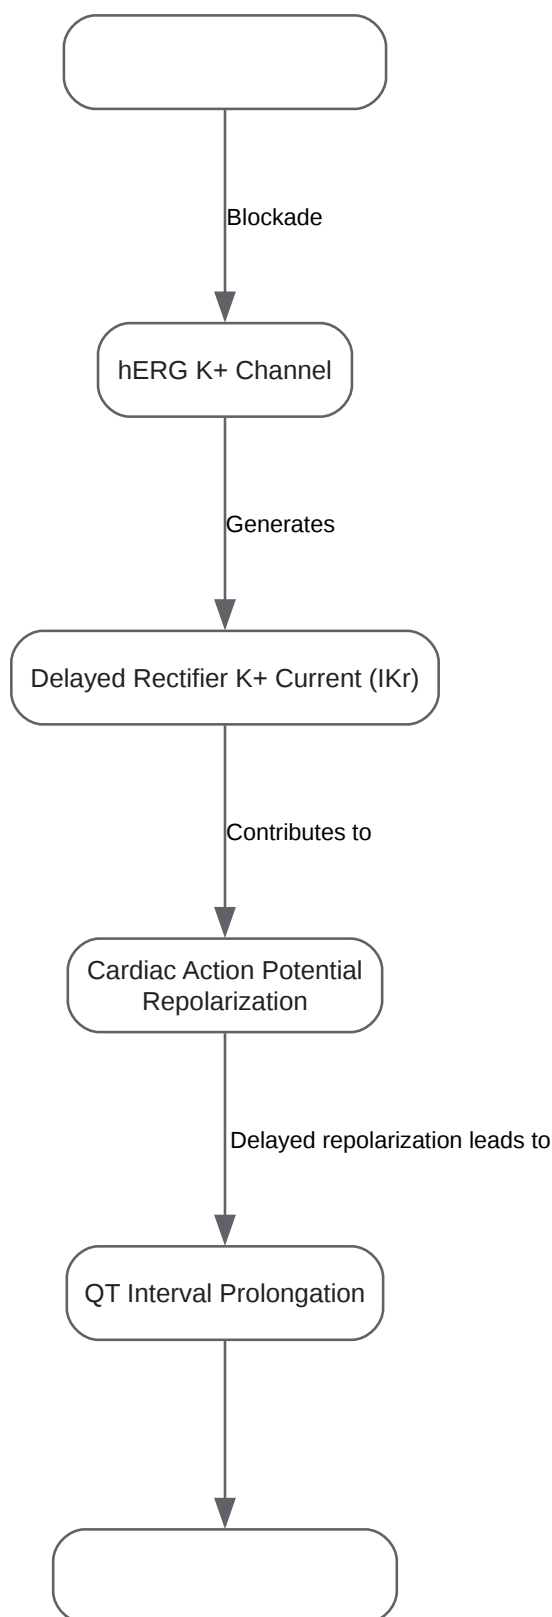 Blockade
hERG K+ Channel
Generates
Delayed Rectifier K+ Current (IKr)
Contributes to
Cardiac Action Potential
Repolarization
Delayed repolarization leads to
QT Interval Prolongation